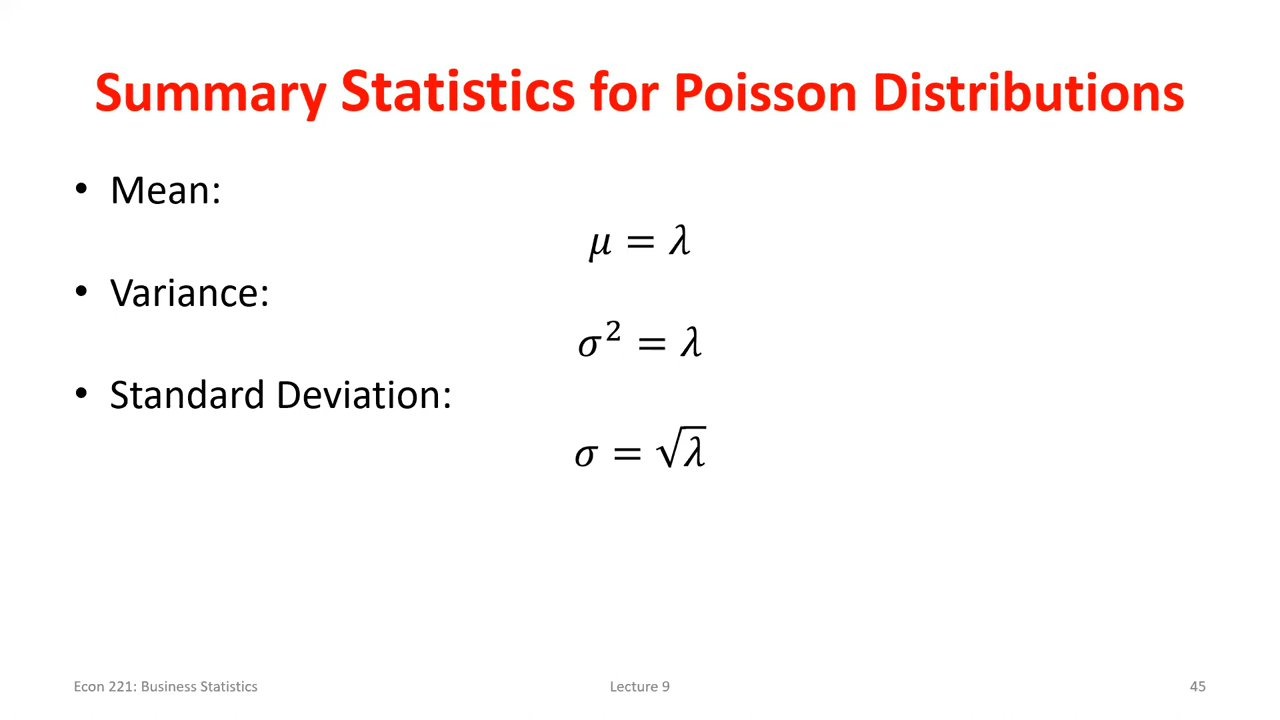 Summary Statistics for Poisson Distributions
• Mean:
μ = λ
• Variance:
σ² = λ
• Standard Deviation:
σ = √λ
Econ 221: Business Statistics
Lecture 9
45